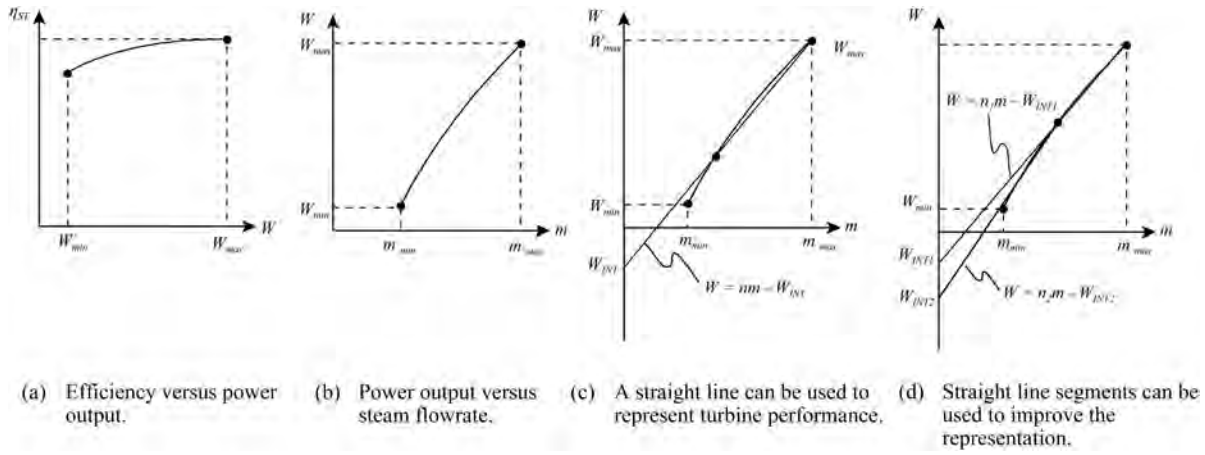 η_ST
W_min
W_max
W
W
W_max
W_min
m_min
m_max
m
W
W_max
W_max
W_min
m_min
m_max
m
W_INT
W = nm – W_INT
W
W = n_1m – W_INT1
W_min
m_min
m_max
m
W_INT1
W_INT2
W = n_2m – W_INT2
(a) Efficiency versus power
output.
(b) Power output versus
steam flowrate.
(c) A straight line can be used to
represent turbine performance.
(d) Straight line segments can be
used to improve the
representation.